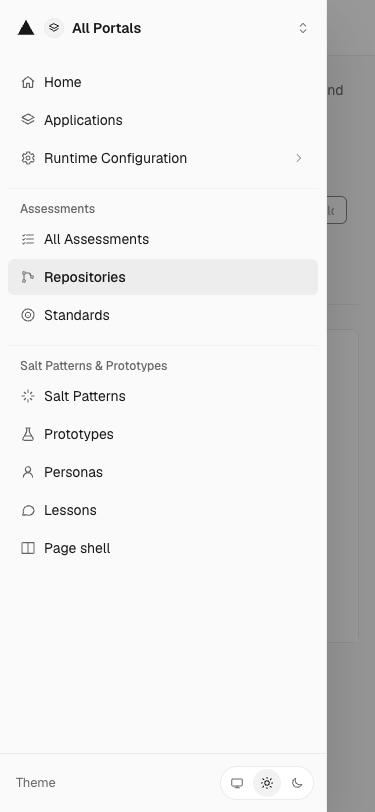 All Portals
Home
Applications
Runtime Configuration
Assessments
All Assessments
Repositories
Standards
Salt Patterns & Prototypes
Salt Patterns
Prototypes
Personas
Lessons
Page shell
Theme